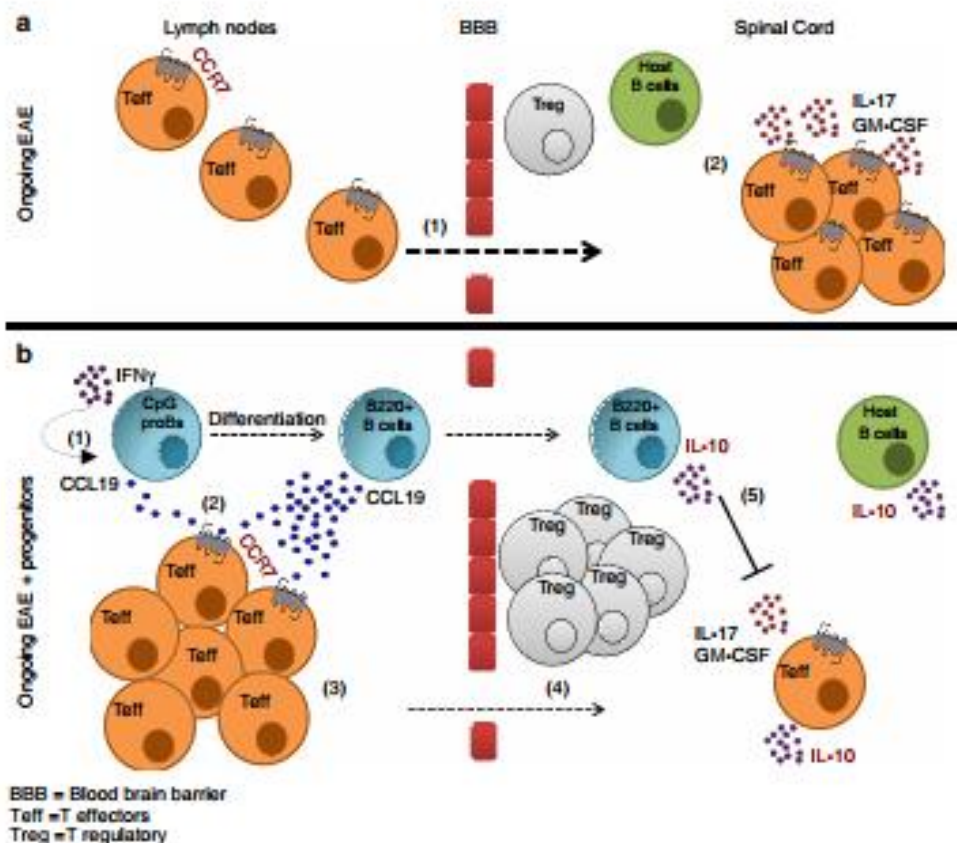 a
Lymph nodes BBB Spinal Cord
Ongoing EAE
Teff
CCR7
Teff
Teff
(1)
Treg
Host
B cells
(2)
IL-17
GM-CSF
Teff
Teff
Teff
Teff
b
Ongoing EAE + progenitors
IFNγ
CpG
proBs
(1)
CCL19
Differentiation
B220+
B cells
CCL19
(2)
CCR7
Teff
Teff
Teff
Teff
Teff
Teff
(3)
B220+
B cells
IL-10
Host
B cells
IL-10
(5)
Treg
Treg
Treg
Treg
Treg
(4)
IL-17
GM-CSF
Teff
IL-10
BBB = Blood brain barrier
Teff =T effectors
Treg =T regulatory